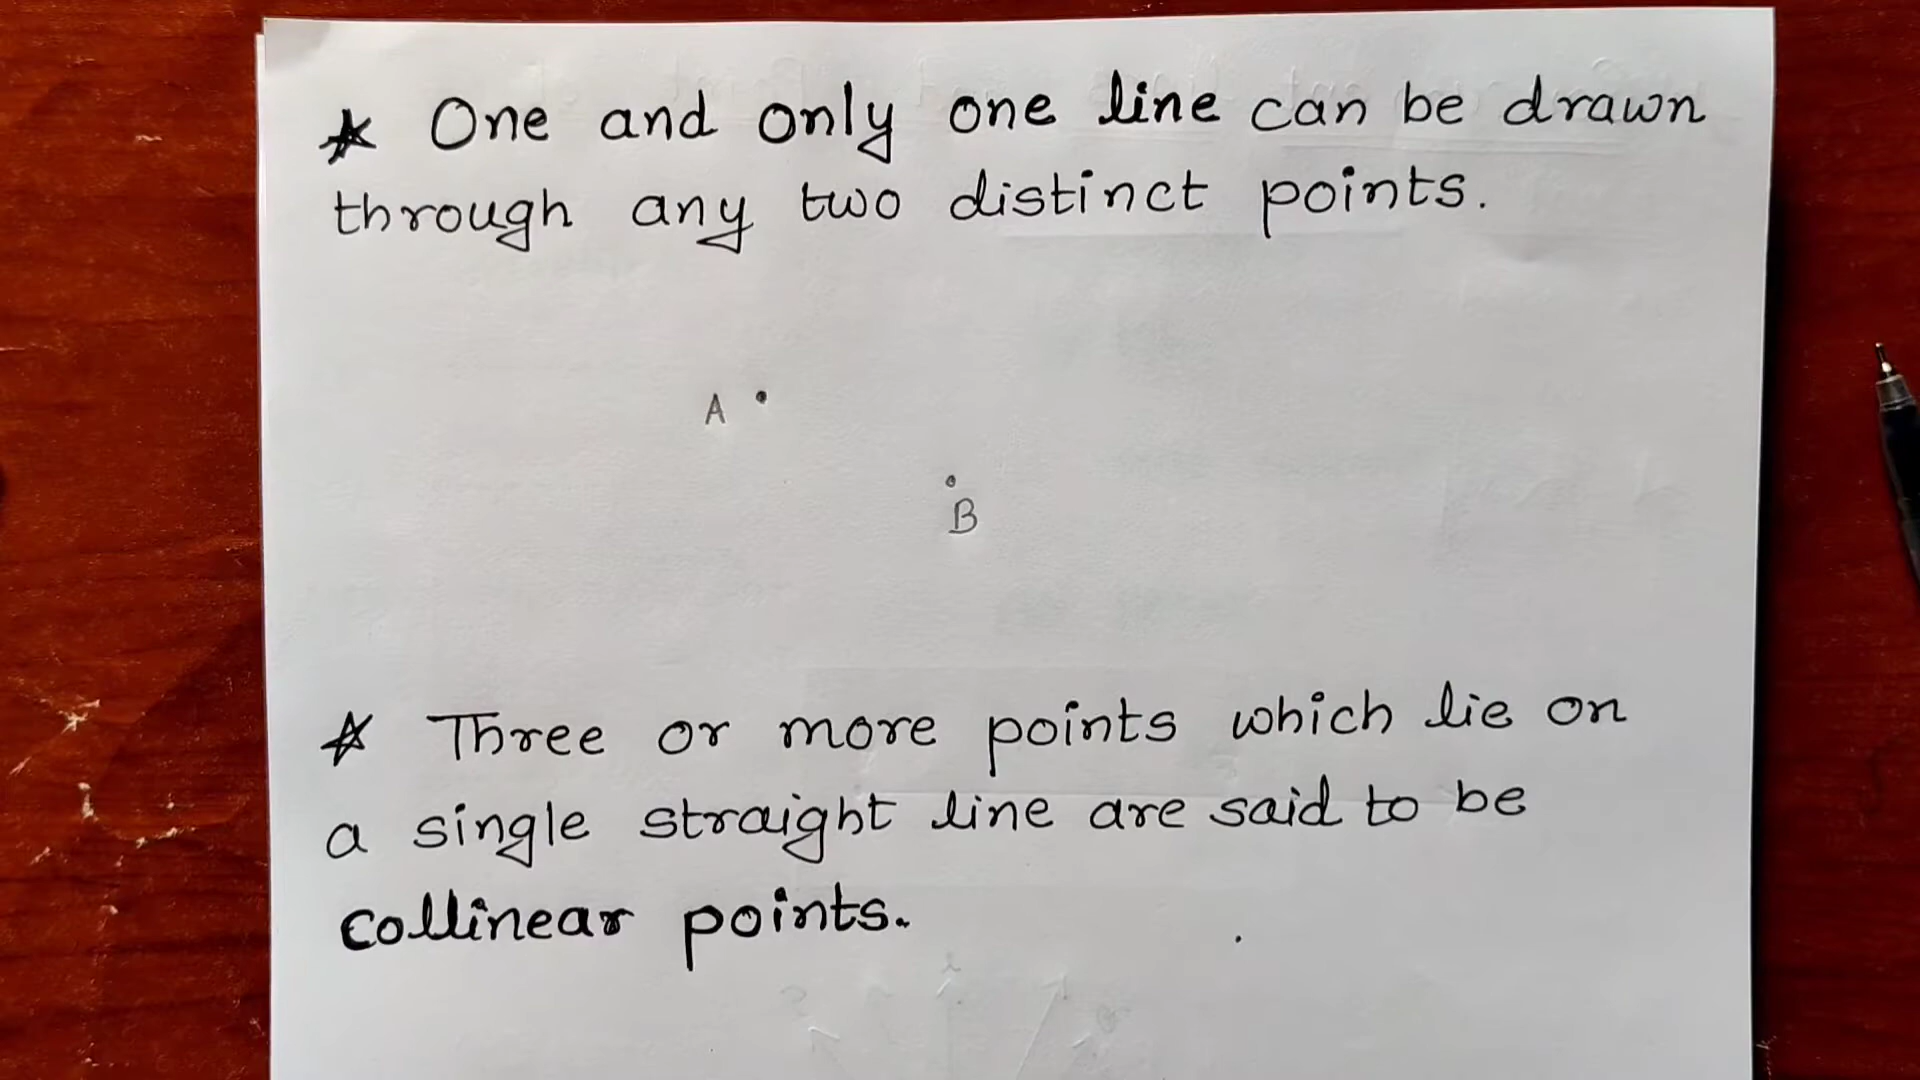 ★ One and only one line can be drawn
through any two distinct points.
A
B
★ Three or more points which lie on
a single straight line are said to be
collinear points.